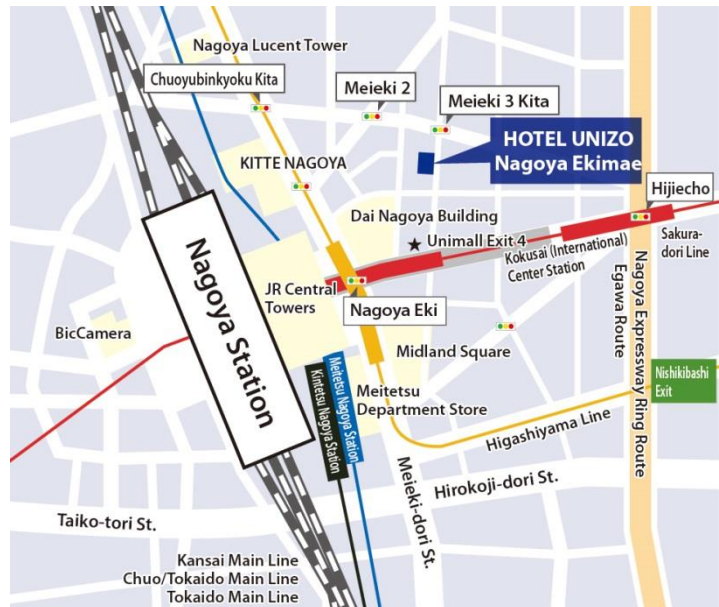 Nagoya Lucent Tower
Chuoyubinkyoku Kita
Meieki 2
Meieki 3 Kita
HOTEL UNIZO
Nagoya Ekimae
KITTE NAGOYA
Hijiecho
Dai Nagoya Building
Unimall Exit 4
Kokusai (International)
Center Station
Sakura-
dori Line
Nagoya Station
JR Central
Towers
Nagoya Eki
BicCamera
Midland Square
Egawa Route
Nagoya Expressway Ring Route
Nishikibashi
Exit
Meitetsu Nagoya Station
Kintetsu Nagoya Station
Meitetsu
Department Store
Higashiyama Line
Meieki-dori St.
Hirokoji-dori St.
Taiko-tori St.
Kansai Main Line
Chuo/Tokaido Main Line
Tokaido Main Line